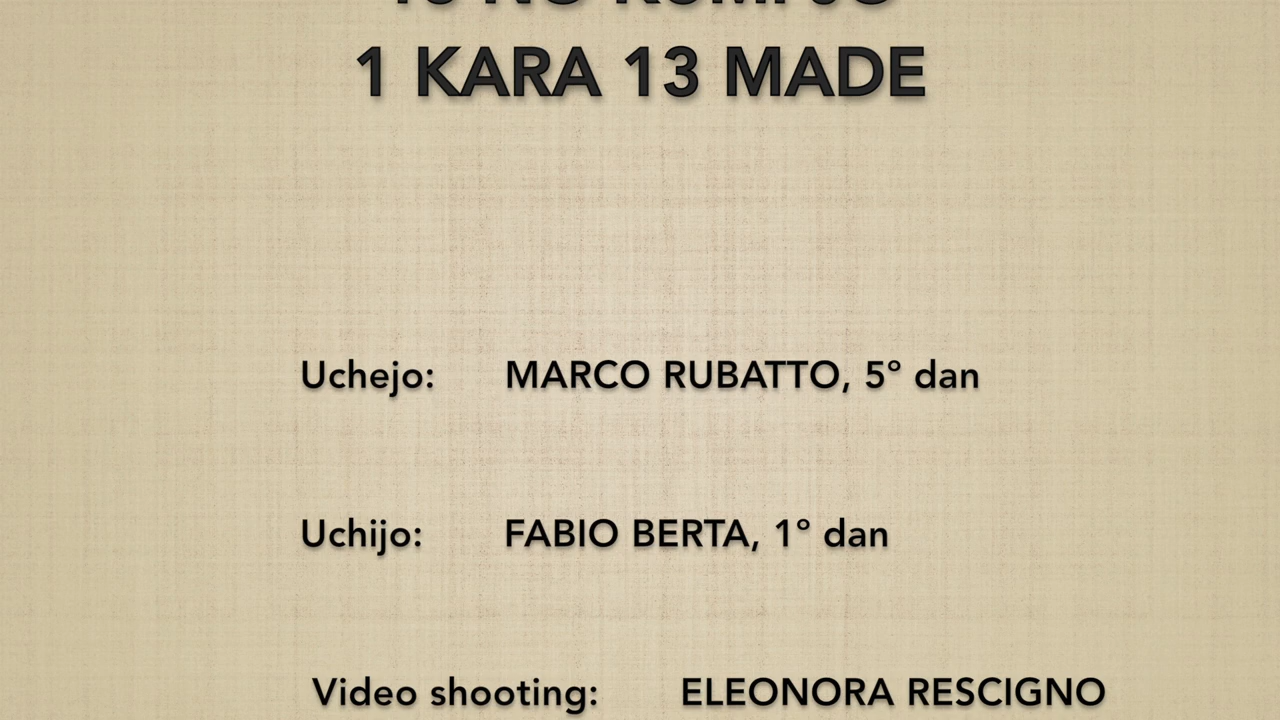 1 KARA 13 MADE
Uchejo: MARCO RUBATTO, 5° dan
Uchijo: FABIO BERTA, 1° dan
Video shooting: ELEONORA RESCIGNO